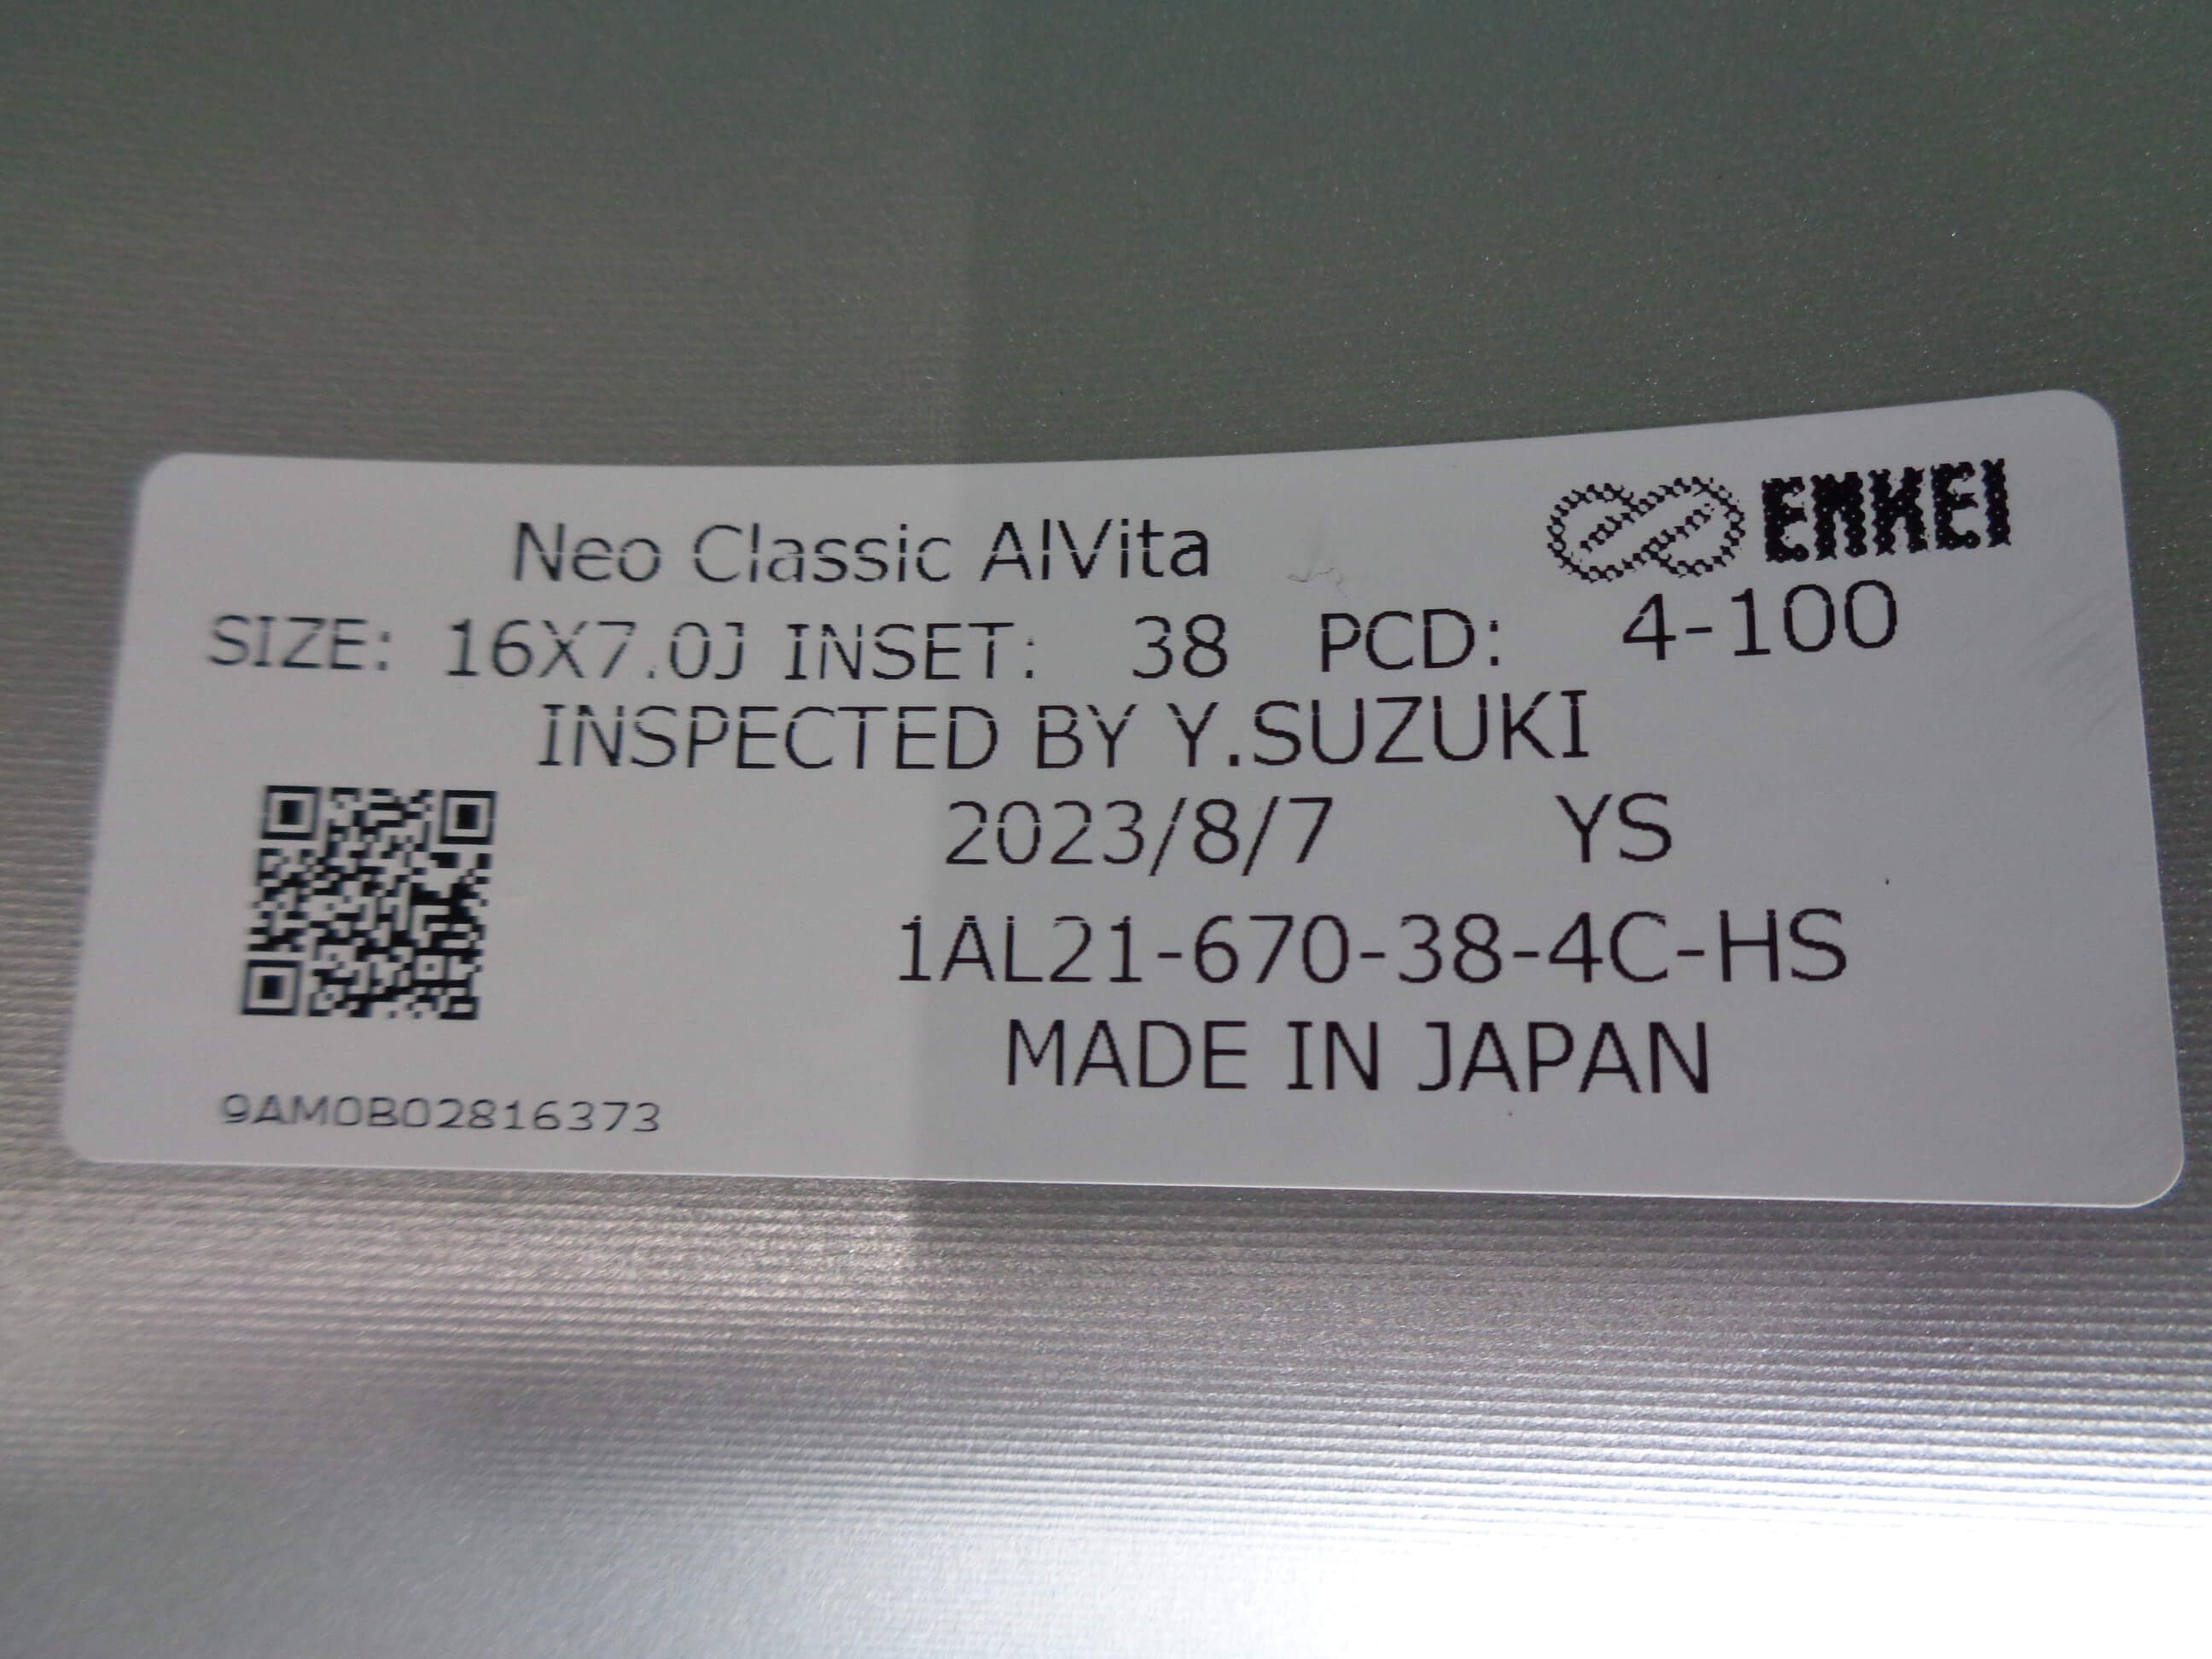 Neo Classic AlVita ENKEI
SIZE: 16X7.0J INSET: 38 PCD: 4-100
INSPECTED BY Y.SUZUKI
2023/8/7 YS
1AL21-670-38-4C-HS
MADE IN JAPAN
9AM0B02816373